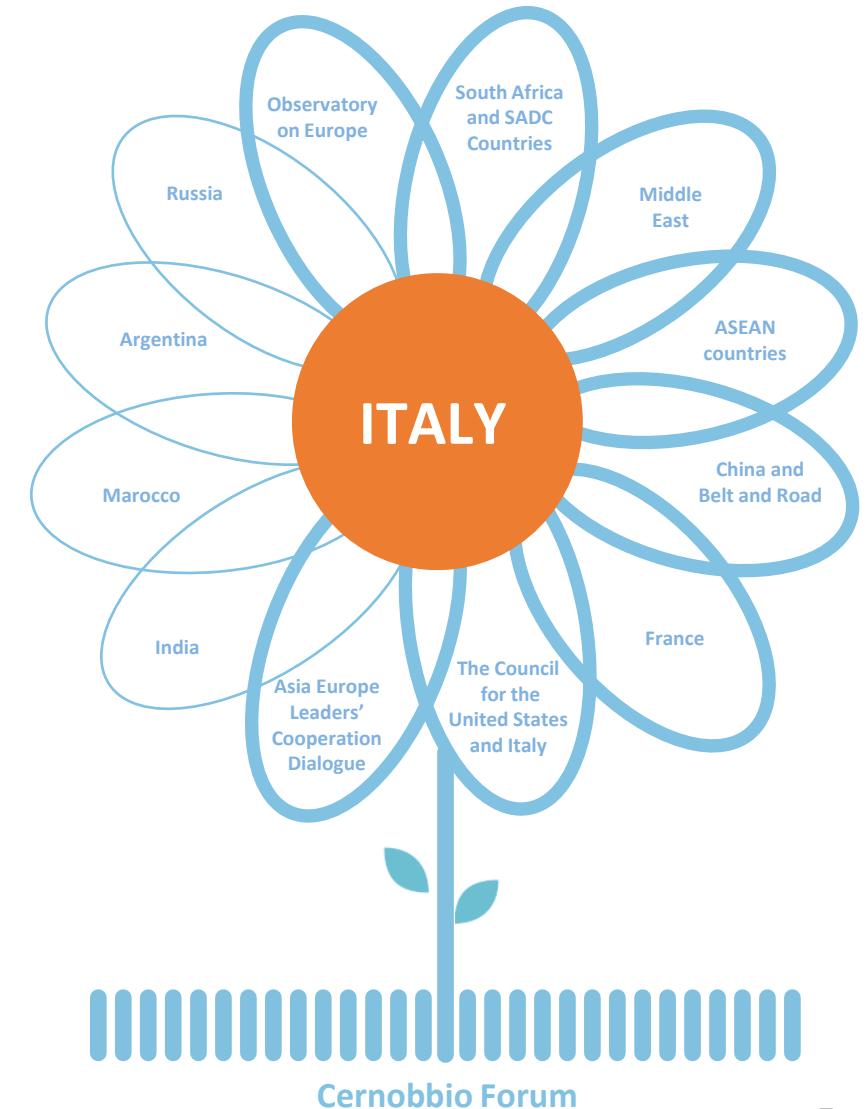 Observatory
on Europe
South Africa
and SADC
Countries
Middle
East
ASEAN
countries
China and
Belt and Road
France
The Council
for the
United States
and Italy
Asia Europe
Leaders’
Cooperation
Dialogue
India
Marocco
Argentina
Russia
ITALY
Cernobbio Forum